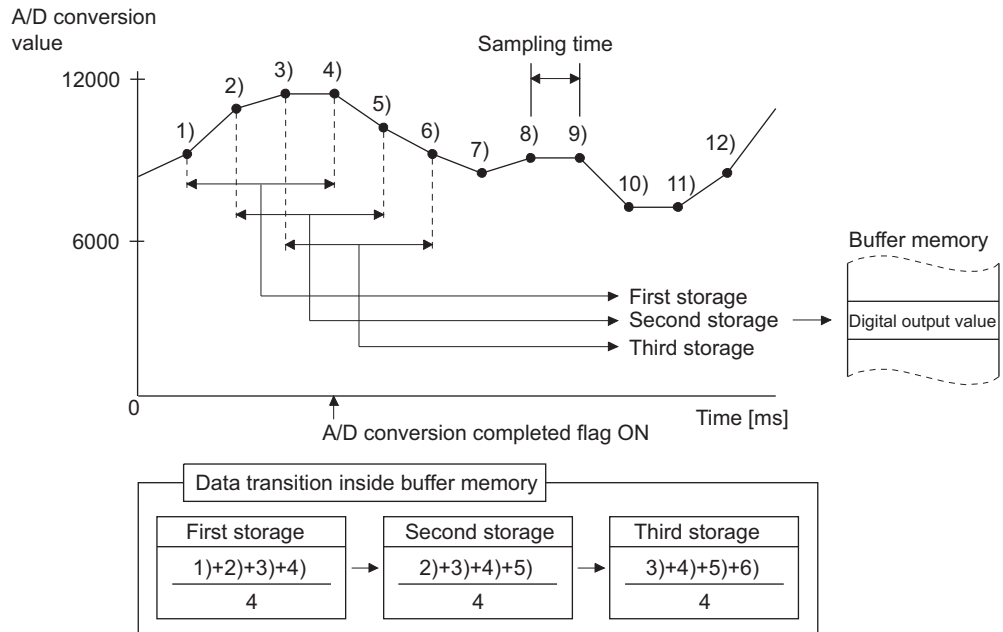 A/D conversion
value
Sampling time
12000
3)
4)
2)
5)
1)
6)
8)
9)
7)
12)
10)
11)
6000
Buffer memory
First storage
Second storage
Digital output value
Third storage
0
Time [ms]
A/D conversion completed flag ON
Data transition inside buffer memory
First storage
1)+2)+3)+4)
4
Second storage
2)+3)+4)+5)
4
Third storage
3)+4)+5)+6)
4